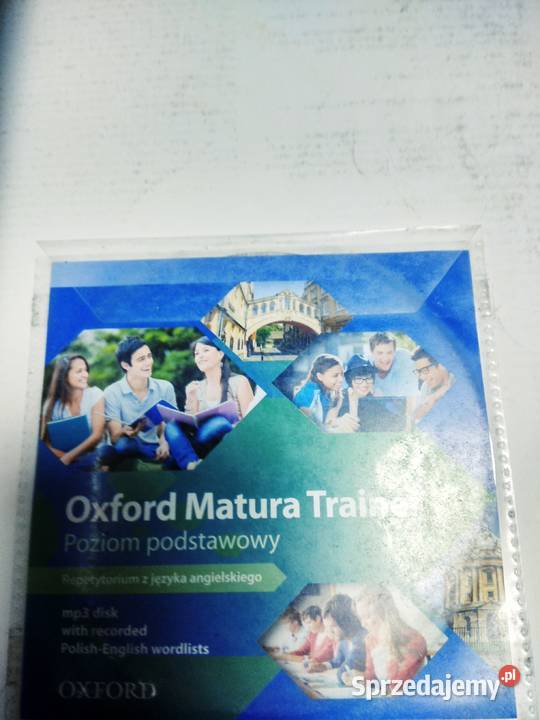 Oxford Matura Traine
Poziom podstawowy
Repetytorium z języka angielskiego
mp3 disk
with recorded
Polish-English wordlists
OXFORD
Sprzedajemy.pl